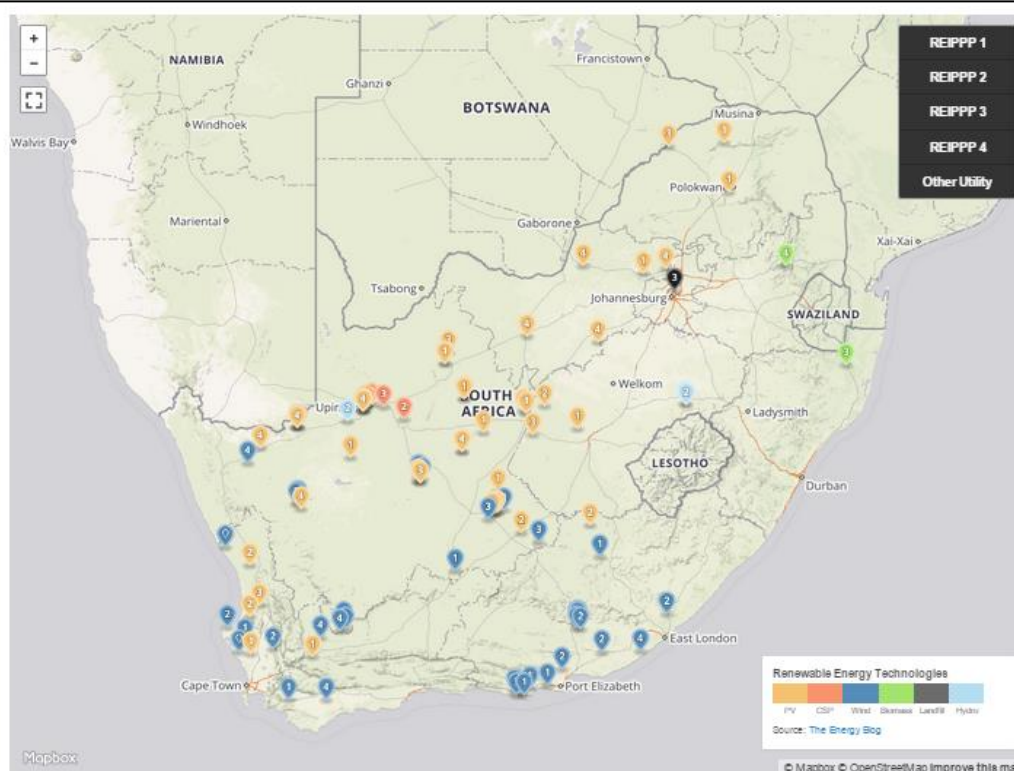 +
REIPPP 1
NAMIBIA
Francistown
−
REIPPP 2
Ghanzi
BOTSWANA
REIPPP 3
Musina
Windhoek
Walvis Bay
REIPPP 4
Polokwane
Other Utility
Mariental
Gaborone
Xai-Xai
Tsabong
Johannesburg
SWAZILAND
Welkom
SOUTH
AFRICA
Upin
Ladysmith
LESOTHO
Durban
East London
Cape Town
Port Elizabeth
Renewable Energy Technologies
PV CSP Wind Biomass Landfill Hydro
Source: The Energy Blog
Mapbox
© Mapbox © OpenStreetMap Improve this ma